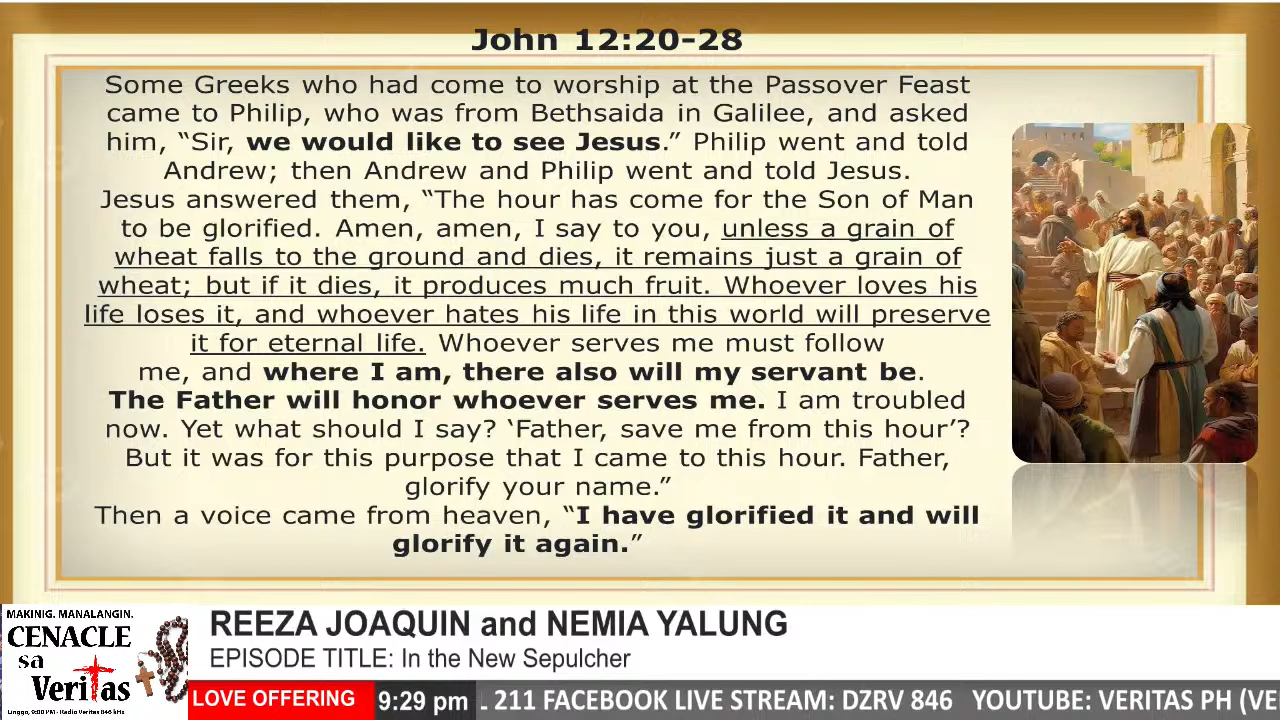 John 12:20-28
Some Greeks who had come to worship at the Passover Feast
came to Philip, who was from Bethsaida in Galilee, and asked
him, “Sir, we would like to see Jesus.” Philip went and told
Andrew; then Andrew and Philip went and told Jesus.
Jesus answered them, “The hour has come for the Son of Man
to be glorified. Amen, amen, I say to you, unless a grain of
wheat falls to the ground and dies, it remains just a grain of
wheat; but if it dies, it produces much fruit. Whoever loves his
life loses it, and whoever hates his life in this world will preserve
it for eternal life. Whoever serves me must follow
me, and where I am, there also will my servant be.
The Father will honor whoever serves me. I am troubled
now. Yet what should I say? ‘Father, save me from this hour’?
But it was for this purpose that I came to this hour. Father,
glorify your name.”
Then a voice came from heaven, “I have glorified it and will
glorify it again.”
MAKINIG. MANALANGIN.
CENACLE
sa
Veritas
Linggo, 9:00 PM - Radio Veritas 846 kHz
REEZA JOAQUIN and NEMIA YALUNG
EPISODE TITLE: In the New Sepulcher
LOVE OFFERING
9:29 pm
. 211 FACEBOOK LIVE STREAM: DZRV 846 YOUTUBE: VERITAS PH (VE